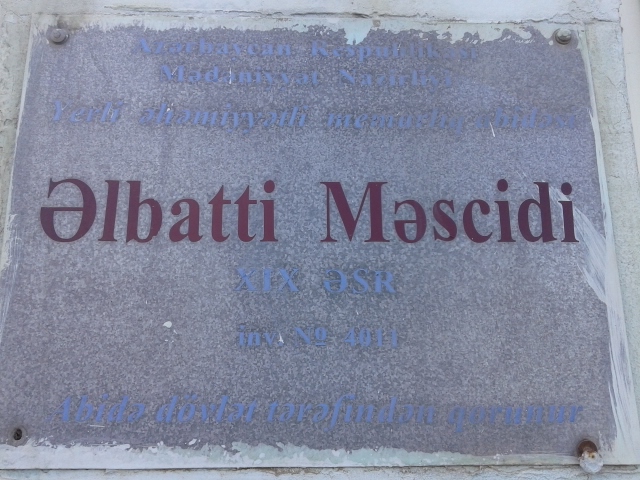 Azərbaycan Respublikası
Mədəniyyət Nazirliyi
Yerli əhəmiyyətli memarlıq abidəsi
Əlbatti Məscidi
XIX ƏSR
inv. № 4011
Abidə dövlət tərəfindən qorunur